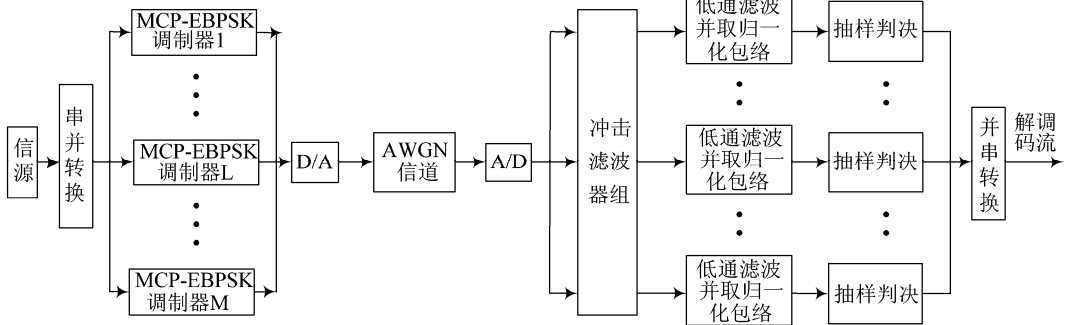 信源
串并转换
MCP-EBPSK
调制器1
MCP-EBPSK
调制器L
MCP-EBPSK
调制器M
D/A
AWGN
信道
A/D
冲击
滤波
器组
低通滤波
并取归一
化包络
低通滤波
并取归一
化包络
低通滤波
并取归一
化包络
抽样判决
抽样判决
抽样判决
并串转换
解调
码流